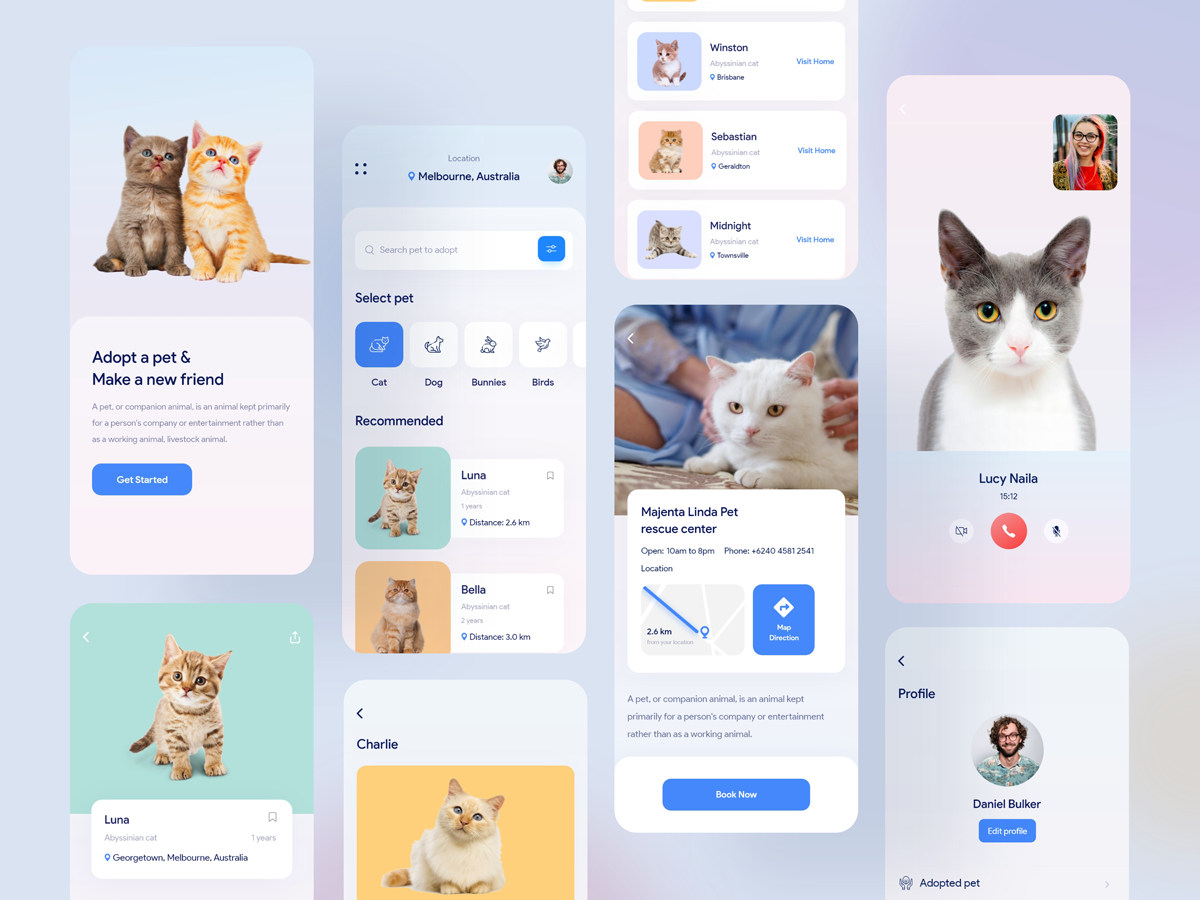 Adopt a pet &
Make a new friend
A pet, or companion animal, is an animal kept primarily
for a person's company or entertainment rather than
as a working animal, livestock animal.
Get Started
Luna
Abyssinian cat
1 years
Georgetown, Melbourne, Australia
Location
Melbourne, Australia
Search pet to adopt
Select pet
Cat
Dog
Bunnies
Birds
Recommended
Luna
Abyssinian cat
1 years
Distance: 2.6 km
Bella
Abyssinian cat
2 years
Distance: 3.0 km
Charlie
Winston
Abyssinian cat
Brisbane
Visit Home
Sebastian
Abyssinian cat
Geraldton
Visit Home
Midnight
Abyssinian cat
Townsville
Visit Home
Majenta Linda Pet
rescue center
Open: 10am to 8pm
Phone: +6240 4581 2541
Location
2.6 km
from your location
Map
Direction
A pet, or companion animal, is an animal kept
primarily for a person's company or entertainment
rather than as a working animal.
Book Now
Lucy Naila
15:12
Profile
Daniel Bulker
Edit profile
Adopted pet